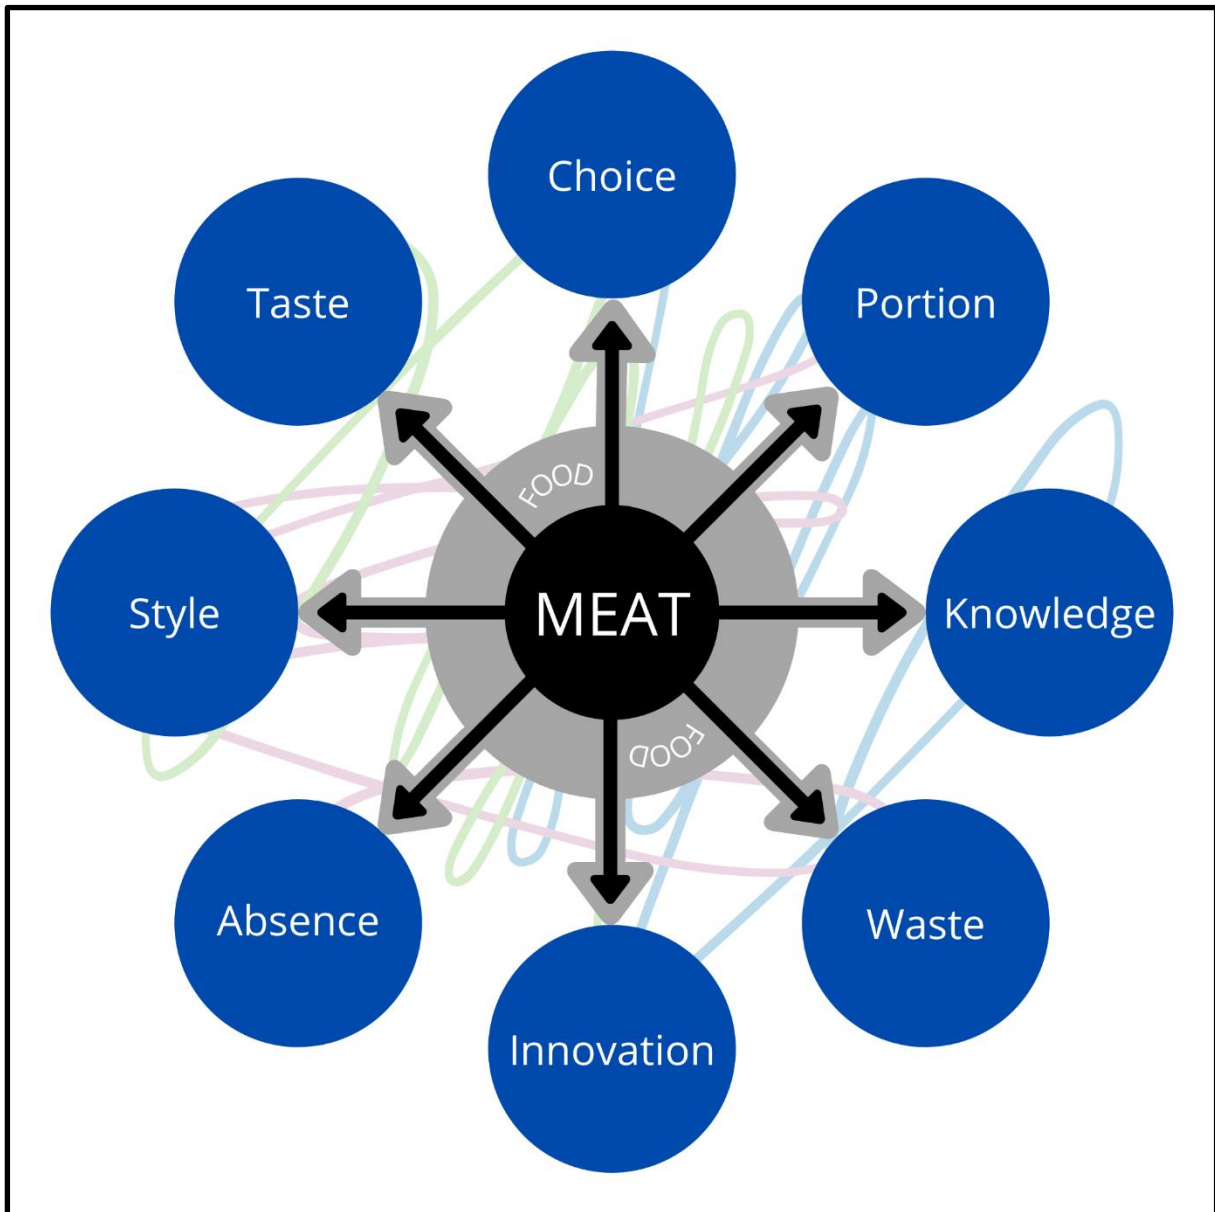 Choice
Taste
Portion
FOOD
Style
MEAT
Knowledge
FOOD
Absence
Waste
Innovation